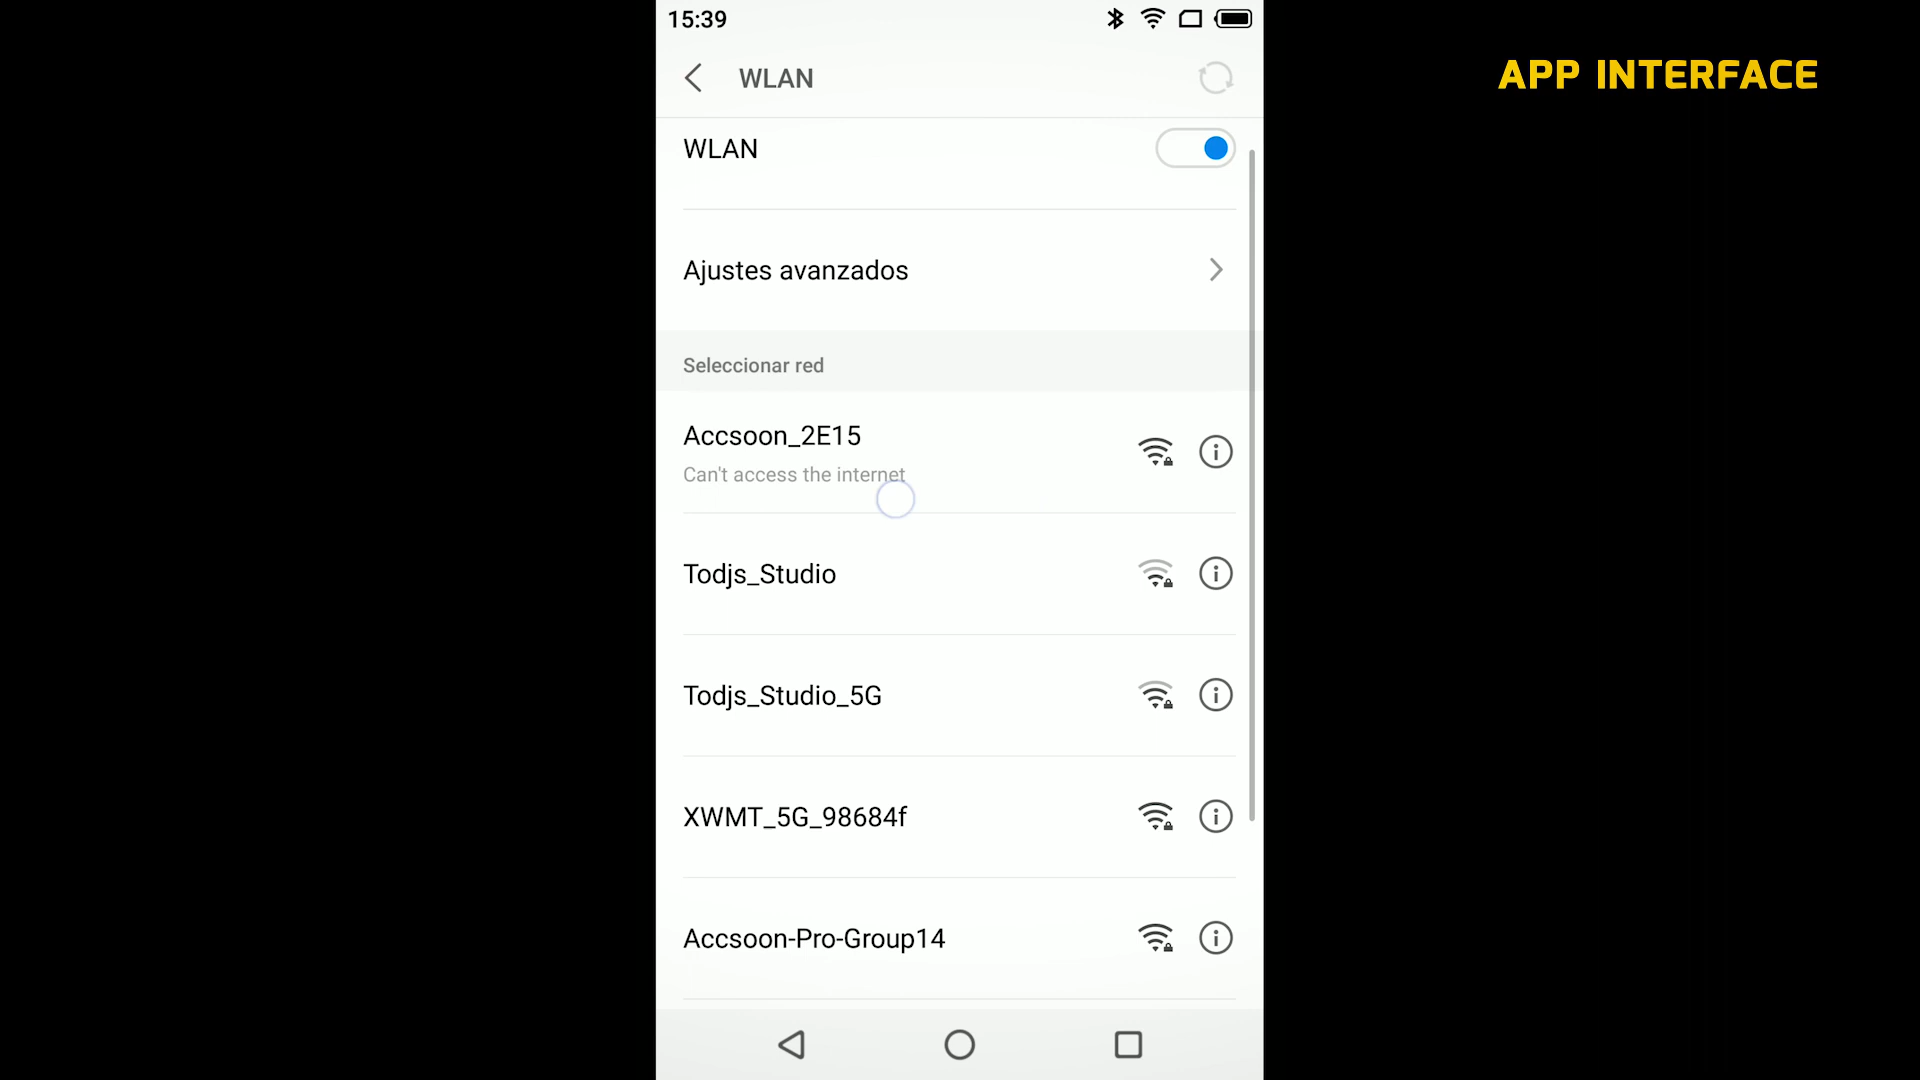 15:39
APP INTERFACE
WLAN
WLAN
Ajustes avanzados
Seleccionar red
Accsoon_2E15
Can't access the internet
Todjs_Studio
Todjs_Studio_5G
XWMT_5G_98684f
Accsoon-Pro-Group14